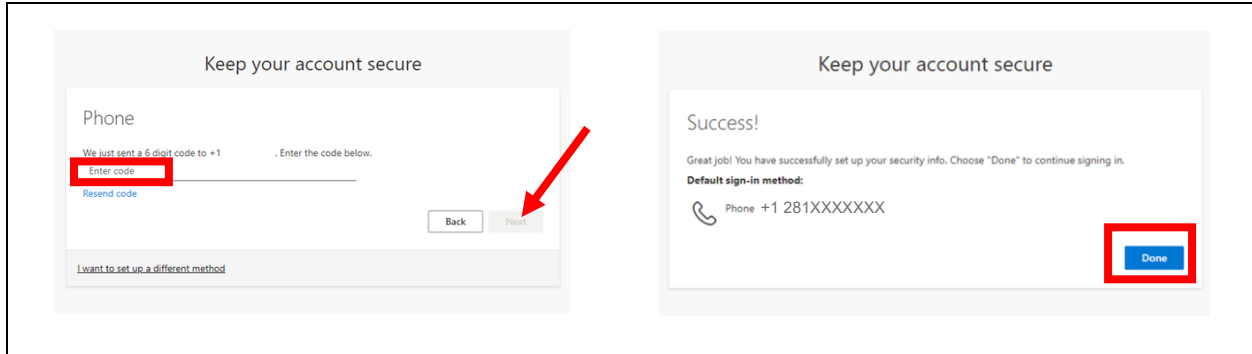 Keep your account secure
Phone
We just sent a 6 digit code to +1 . Enter the code below.
Enter code
Resend code
Back
Next
I want to set up a different method
Keep your account secure
Success!
Great job! You have successfully set up your security info. Choose "Done" to continue signing in.
Default sign-in method:
Phone +1 281XXXXXXX
Done